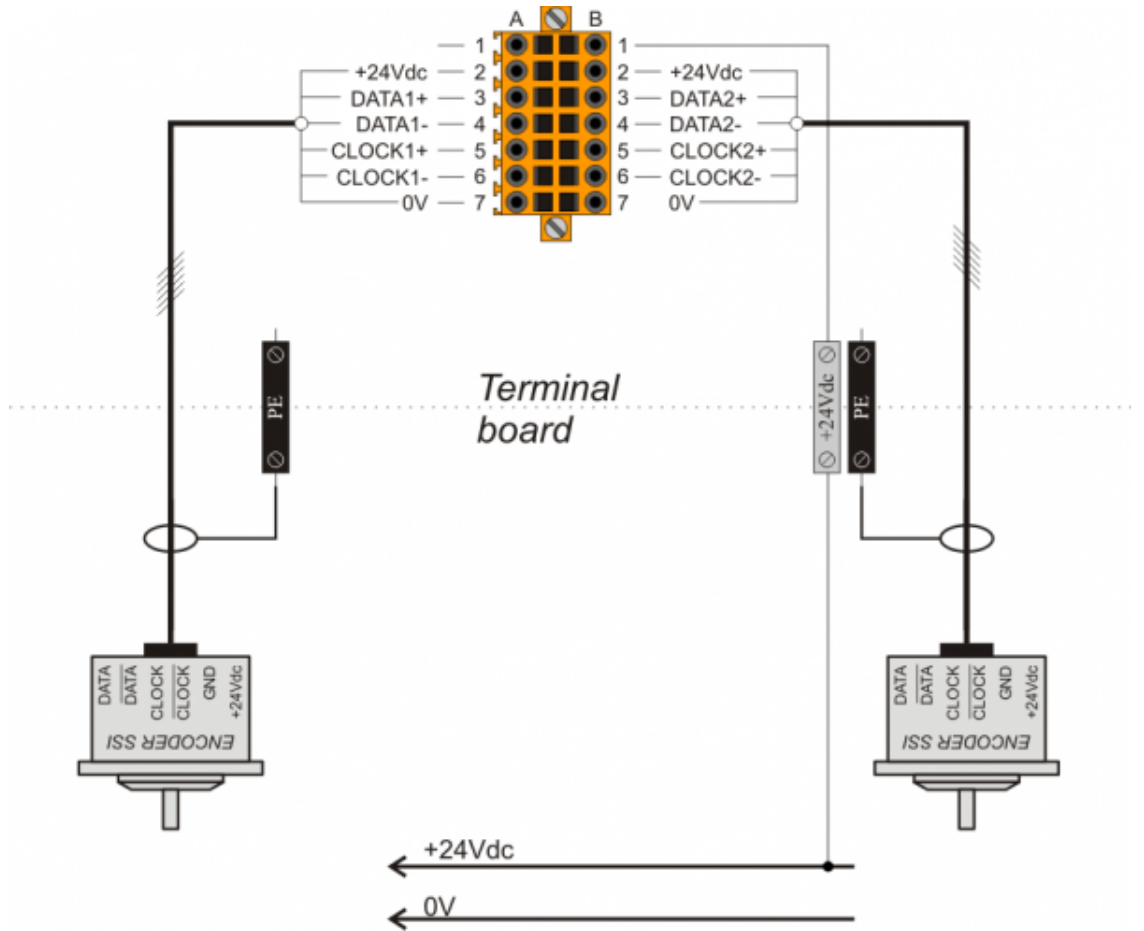 A B
1 1
+24Vdc 2 2 +24Vdc
DATA1+ 3 3 DATA2+
DATA1- 4 4 DATA2-
CLOCK1+ 5 5 CLOCK2+
CLOCK1- 6 6 CLOCK2-
0V 7 7 0V
PE
Terminal
board
+24Vdc
PE
DATA
DATA
CLOCK
CLOCK
GND
+24Vdc
ENCODER SSI
DATA
DATA
CLOCK
CLOCK
GND
+24Vdc
ENCODER SSI
+24Vdc
0V